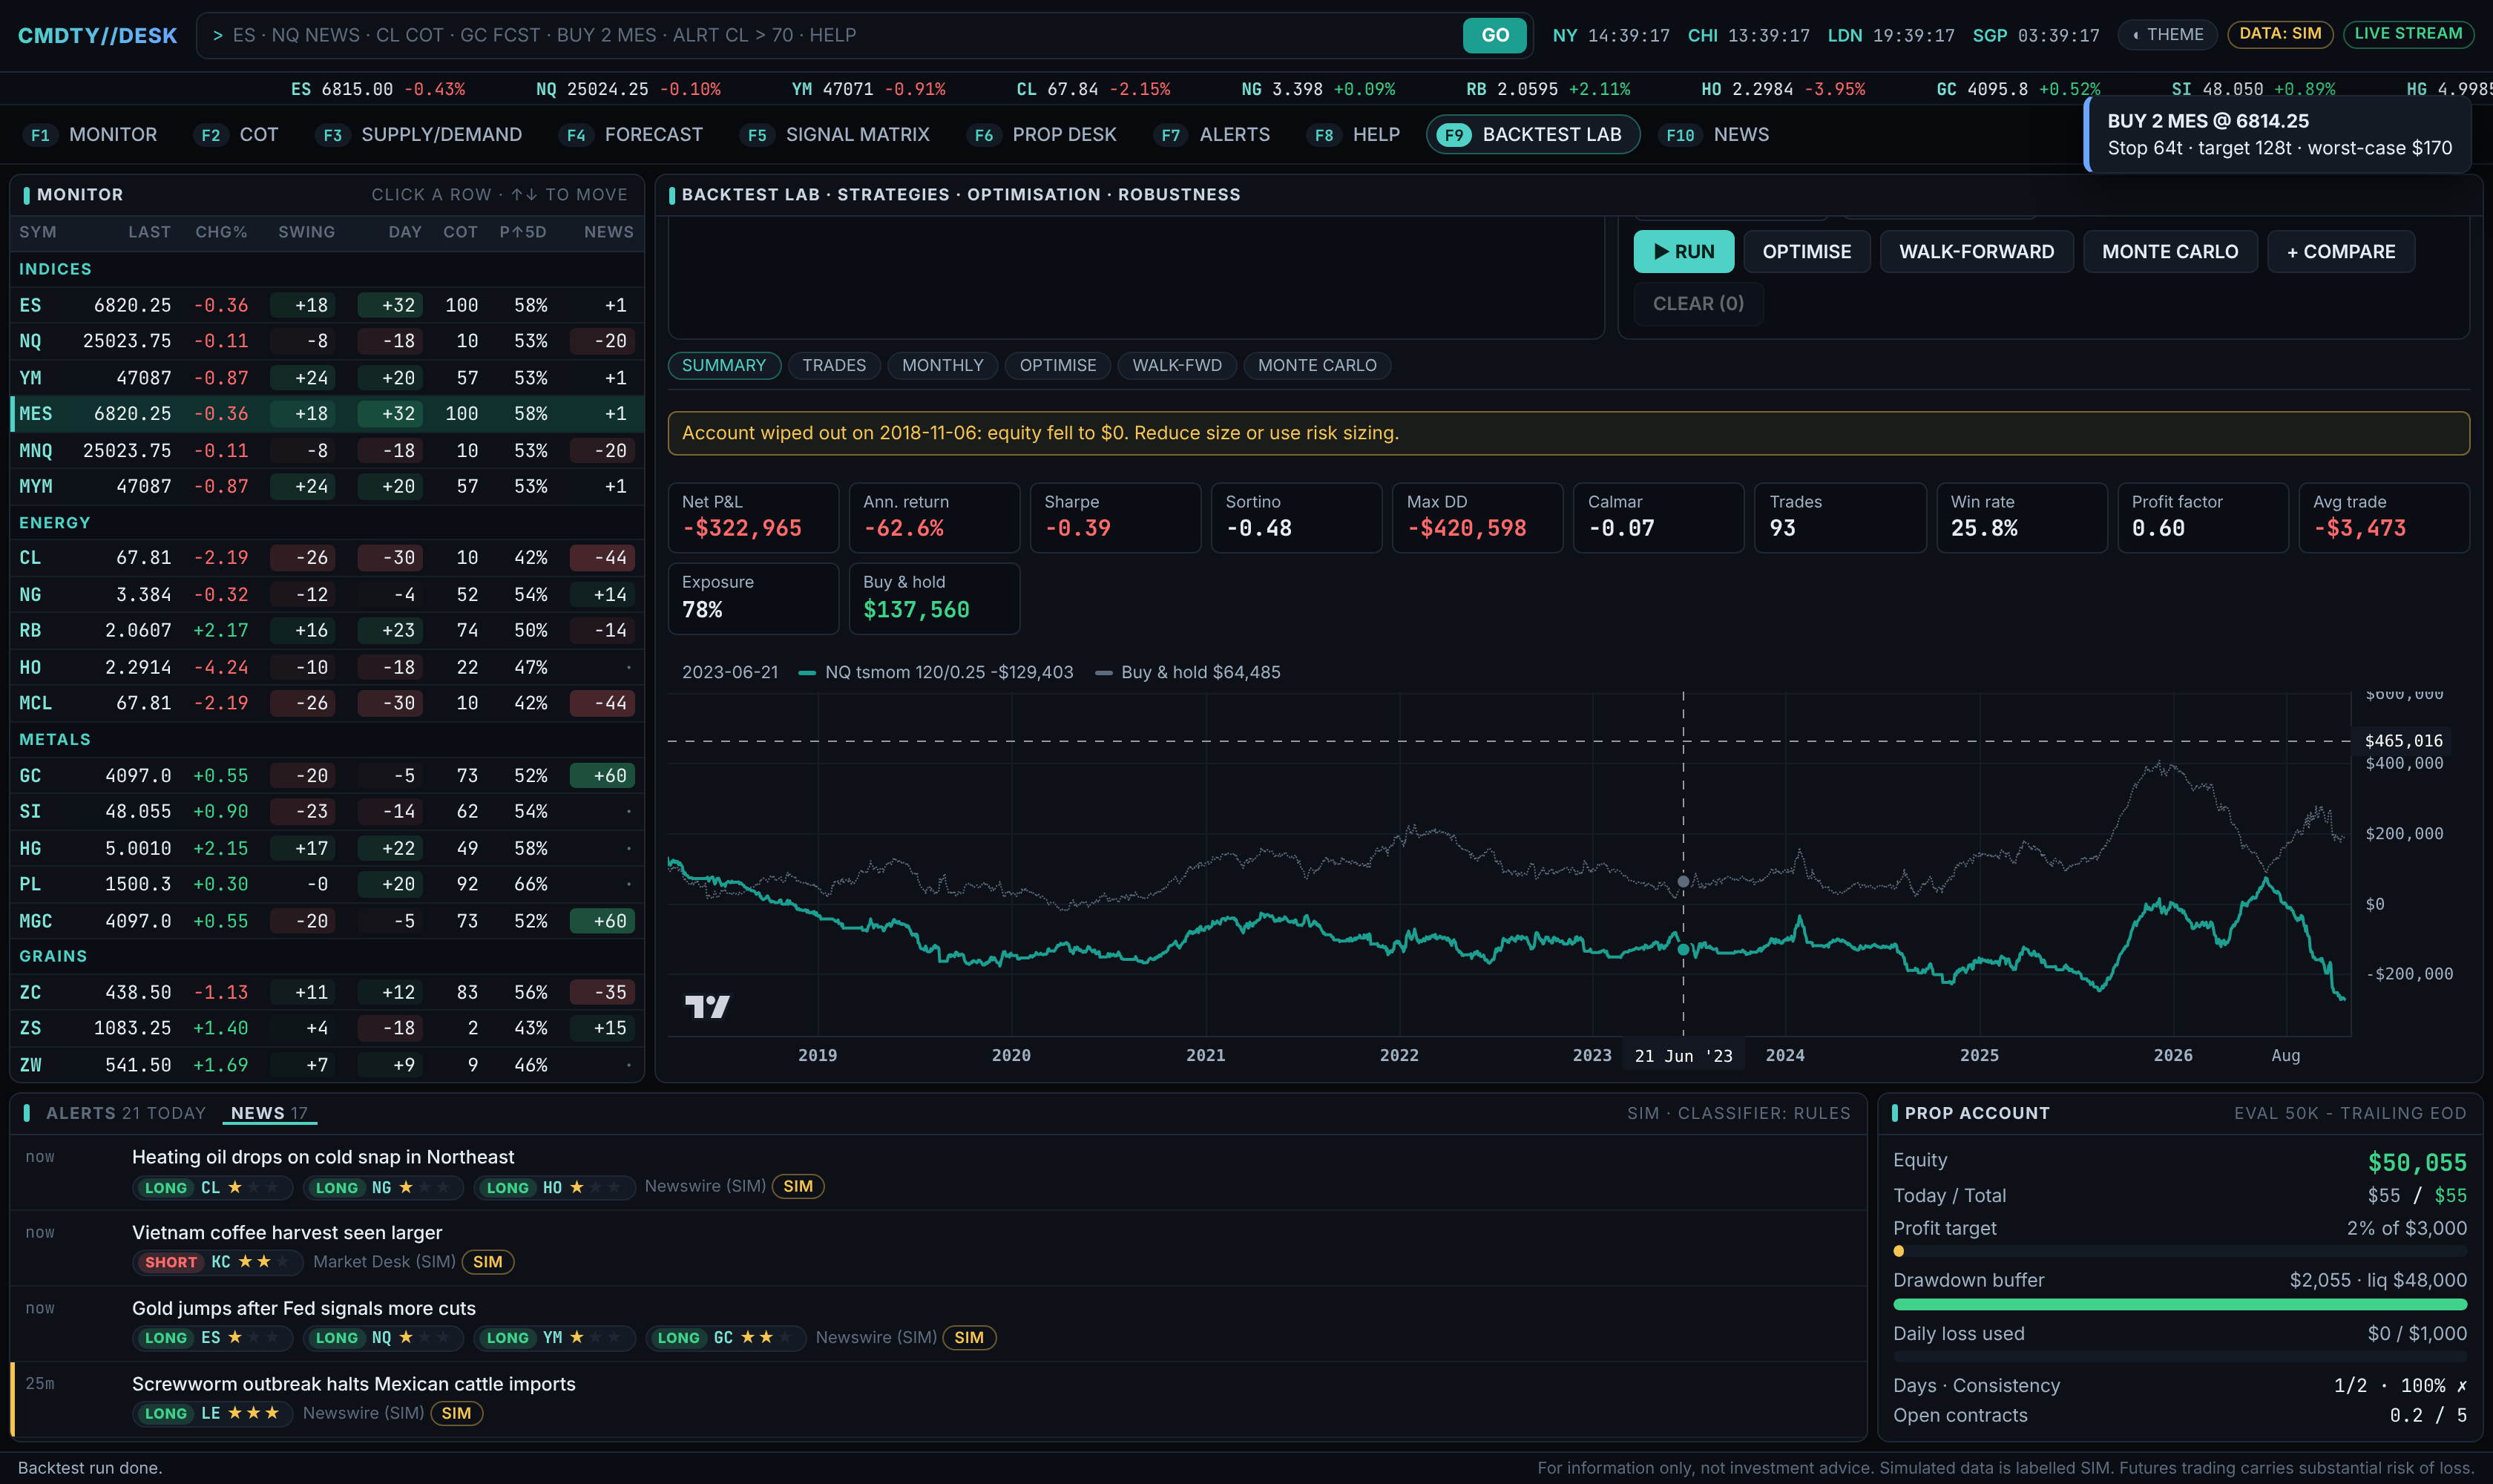 CMDTY//DESK
> ES · NQ NEWS · CL COT · GC FCST · BUY 2 MES · ALRT CL > 70 · HELP
GO
NY 14:39:17 CHI 13:39:17 LDN 19:39:17 SGP 03:39:17
THEME
DATA: SIM
LIVE STREAM
ES 6815.00 -0.43% NQ 25024.25 -0.10% YM 47071 -0.91% CL 67.84 -2.15% NG 3.398 +0.09% RB 2.0595 +2.11% HO 2.2984 -3.95% GC 4095.8 +0.52% SI 48.050 +0.89% HG 4.9985
F1 MONITOR F2 COT F3 SUPPLY/DEMAND F4 FORECAST F5 SIGNAL MATRIX F6 PROP DESK F7 ALERTS F8 HELP F9 BACKTEST LAB F10 NEWS
BUY 2 MES @ 6814.25
Stop 64t · target 128t · worst-case $170
MONITOR CLICK A ROW · ↑↓ TO MOVE
SYM LAST CHG% SWING DAY COT P↑5D NEWS
INDICES
ES 6820.25 -0.36 +18 +32 100 58% +1
NQ 25023.75 -0.11 -8 -18 10 53% -20
YM 47087 -0.87 +24 +20 57 53% +1
MES 6820.25 -0.36 +18 +32 100 58% +1
MNQ 25023.75 -0.11 -8 -18 10 53% -20
MYM 47087 -0.87 +24 +20 57 53% +1
ENERGY
CL 67.81 -2.19 -26 -30 10 42% -44
NG 3.384 -0.32 -12 -4 52 54% +14
RB 2.0607 +2.17 +16 +23 74 50% -14
HO 2.2914 -4.24 -10 -18 22 47% ·
MCL 67.81 -2.19 -26 -30 10 42% -44
METALS
GC 4097.0 +0.55 -20 -5 73 52% +60
SI 48.055 +0.90 -23 -14 62 54% ·
HG 5.0010 +2.15 +17 +22 49 58% ·
PL 1500.3 +0.30 -0 +20 92 66% ·
MGC 4097.0 +0.55 -20 -5 73 52% +60
GRAINS
ZC 438.50 -1.13 +11 +12 83 56% -35
ZS 1083.25 +1.40 +4 -18 2 43% +15
ZW 541.50 +1.69 +7 +9 9 46% ·
BACKTEST LAB · STRATEGIES · OPTIMISATION · ROBUSTNESS
▶ RUN OPTIMISE WALK-FORWARD MONTE CARLO + COMPARE
CLEAR (0)
SUMMARY TRADES MONTHLY OPTIMISE WALK-FWD MONTE CARLO
Account wiped out on 2018-11-06: equity fell to $0. Reduce size or use risk sizing.
Net P&L Ann. return Sharpe Sortino Max DD Calmar Trades Win rate Profit factor Avg trade
-$322,965 -62.6% -0.39 -0.48 -$420,598 -0.07 93 25.8% 0.60 -$3,473
Exposure Buy & hold
78% $137,560
2023-06-21 NQ tsmom 120/0.25 -$129,403 Buy & hold $64,485
$600,000
$465,016
$400,000
$200,000
$0
-$200,000
2019 2020 2021 2022 2023 21 Jun '23 2024 2025 2026 Aug
ALERTS 21 TODAY NEWS 17 SIM · CLASSIFIER: RULES
now Heating oil drops on cold snap in Northeast
LONG CL ★★★ LONG NG ★★★ LONG HO ★★★ Newswire (SIM) SIM
now Vietnam coffee harvest seen larger
SHORT KC ★★★ Market Desk (SIM) SIM
now Gold jumps after Fed signals more cuts
LONG ES ★★★ LONG NQ ★★★ LONG YM ★★★ LONG GC ★★★ Newswire (SIM) SIM
25m Screwworm outbreak halts Mexican cattle imports
LONG LE ★★★ Newswire (SIM) SIM
PROP ACCOUNT EVAL 50K - TRAILING EOD
Equity $50,055
Today / Total $55 / $55
Profit target 2% of $3,000
Drawdown buffer $2,055 · liq $48,000
Daily loss used $0 / $1,000
Days · Consistency 1/2 · 100% ✗
Open contracts 0.2 / 5
Backtest run done.
For information only, not investment advice. Simulated data is labelled SIM. Futures trading carries substantial risk of loss.